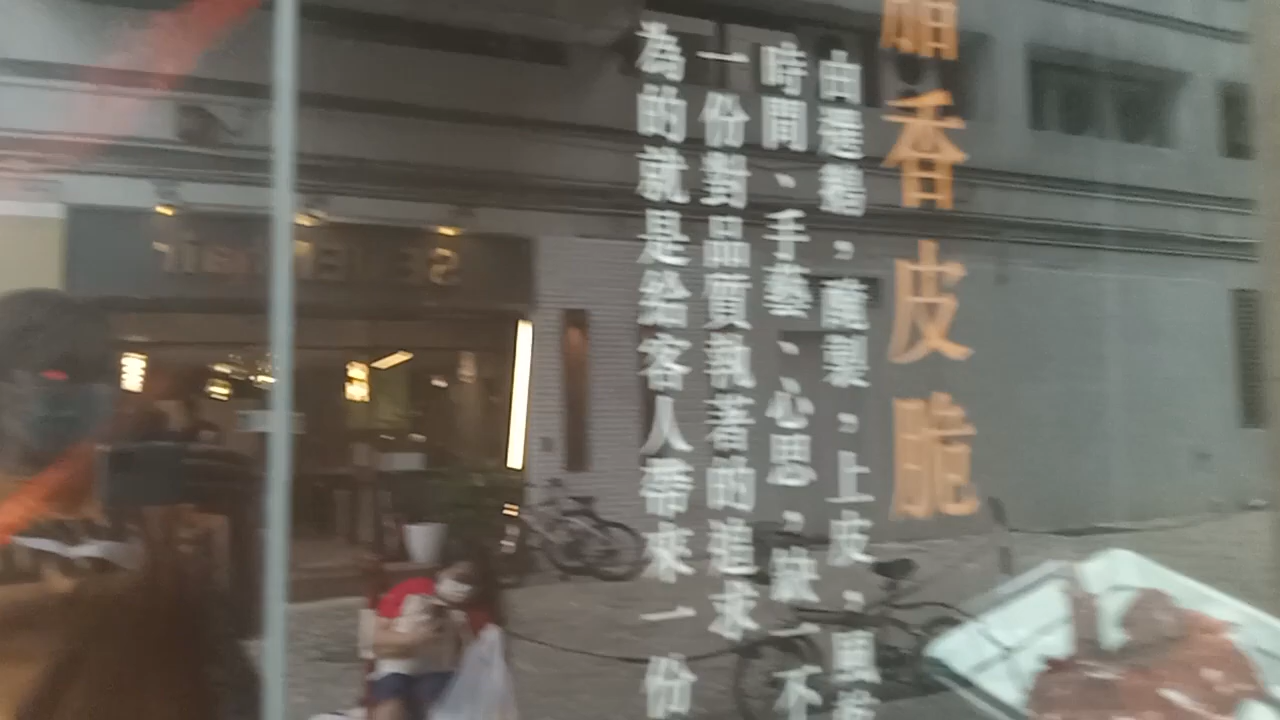 香皮脆
由選鵝，醃製，上皮，風
時間、手藝、心思，缺一不
一份對品質執著的追求
為的就是給客人帶來一份